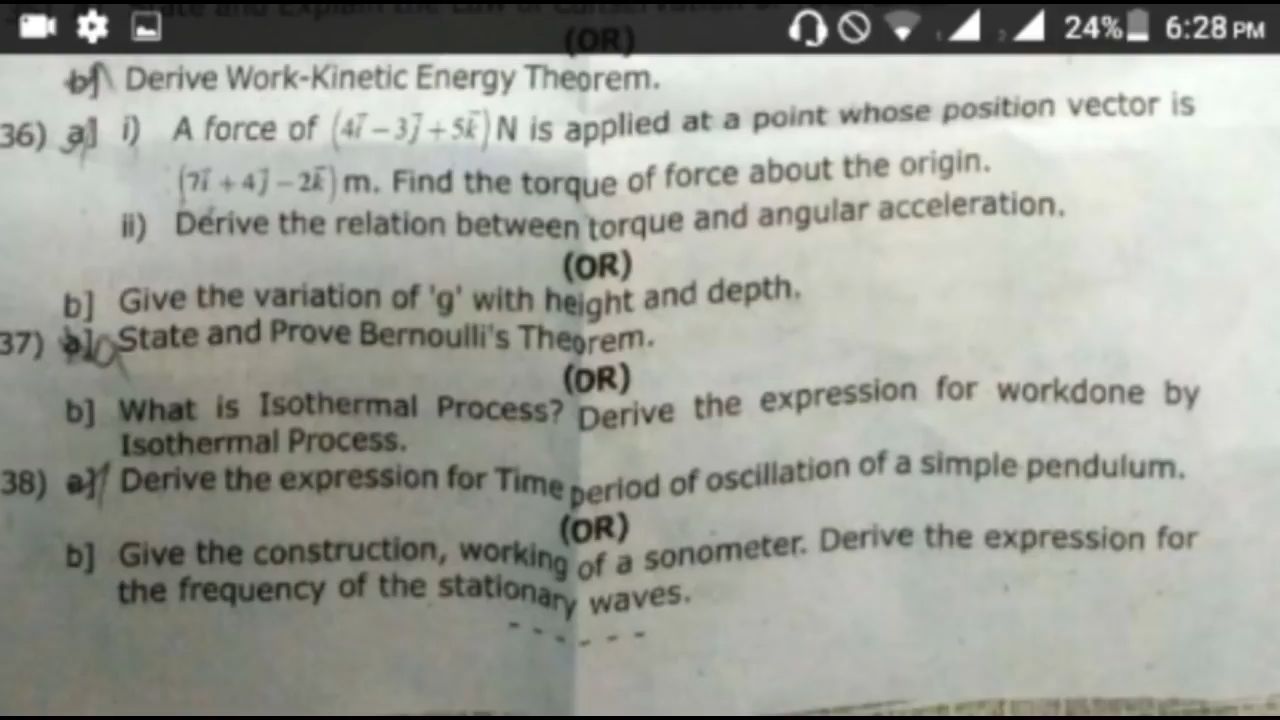 24% 6:28 PM
(OR)
b] Derive Work-Kinetic Energy Theorem.
36) a] i) A force of (4i⃗ – 3j⃗ + 5k⃗) N is applied at a point whose position vector is
(7i⃗ + 4j⃗ – 2k⃗) m. Find the torque of force about the origin.
ii) Derive the relation between torque and angular acceleration.
(OR)
b] Give the variation of 'g' with height and depth.
37) a] State and Prove Bernoulli's Theorem.
(OR)
b] What is Isothermal Process? Derive the expression for workdone by
Isothermal Process.
38) a] Derive the expression for Time period of oscillation of a simple pendulum.
(OR)
b] Give the construction, working of a sonometer. Derive the expression for
the frequency of the stationary waves.
- - - - - -